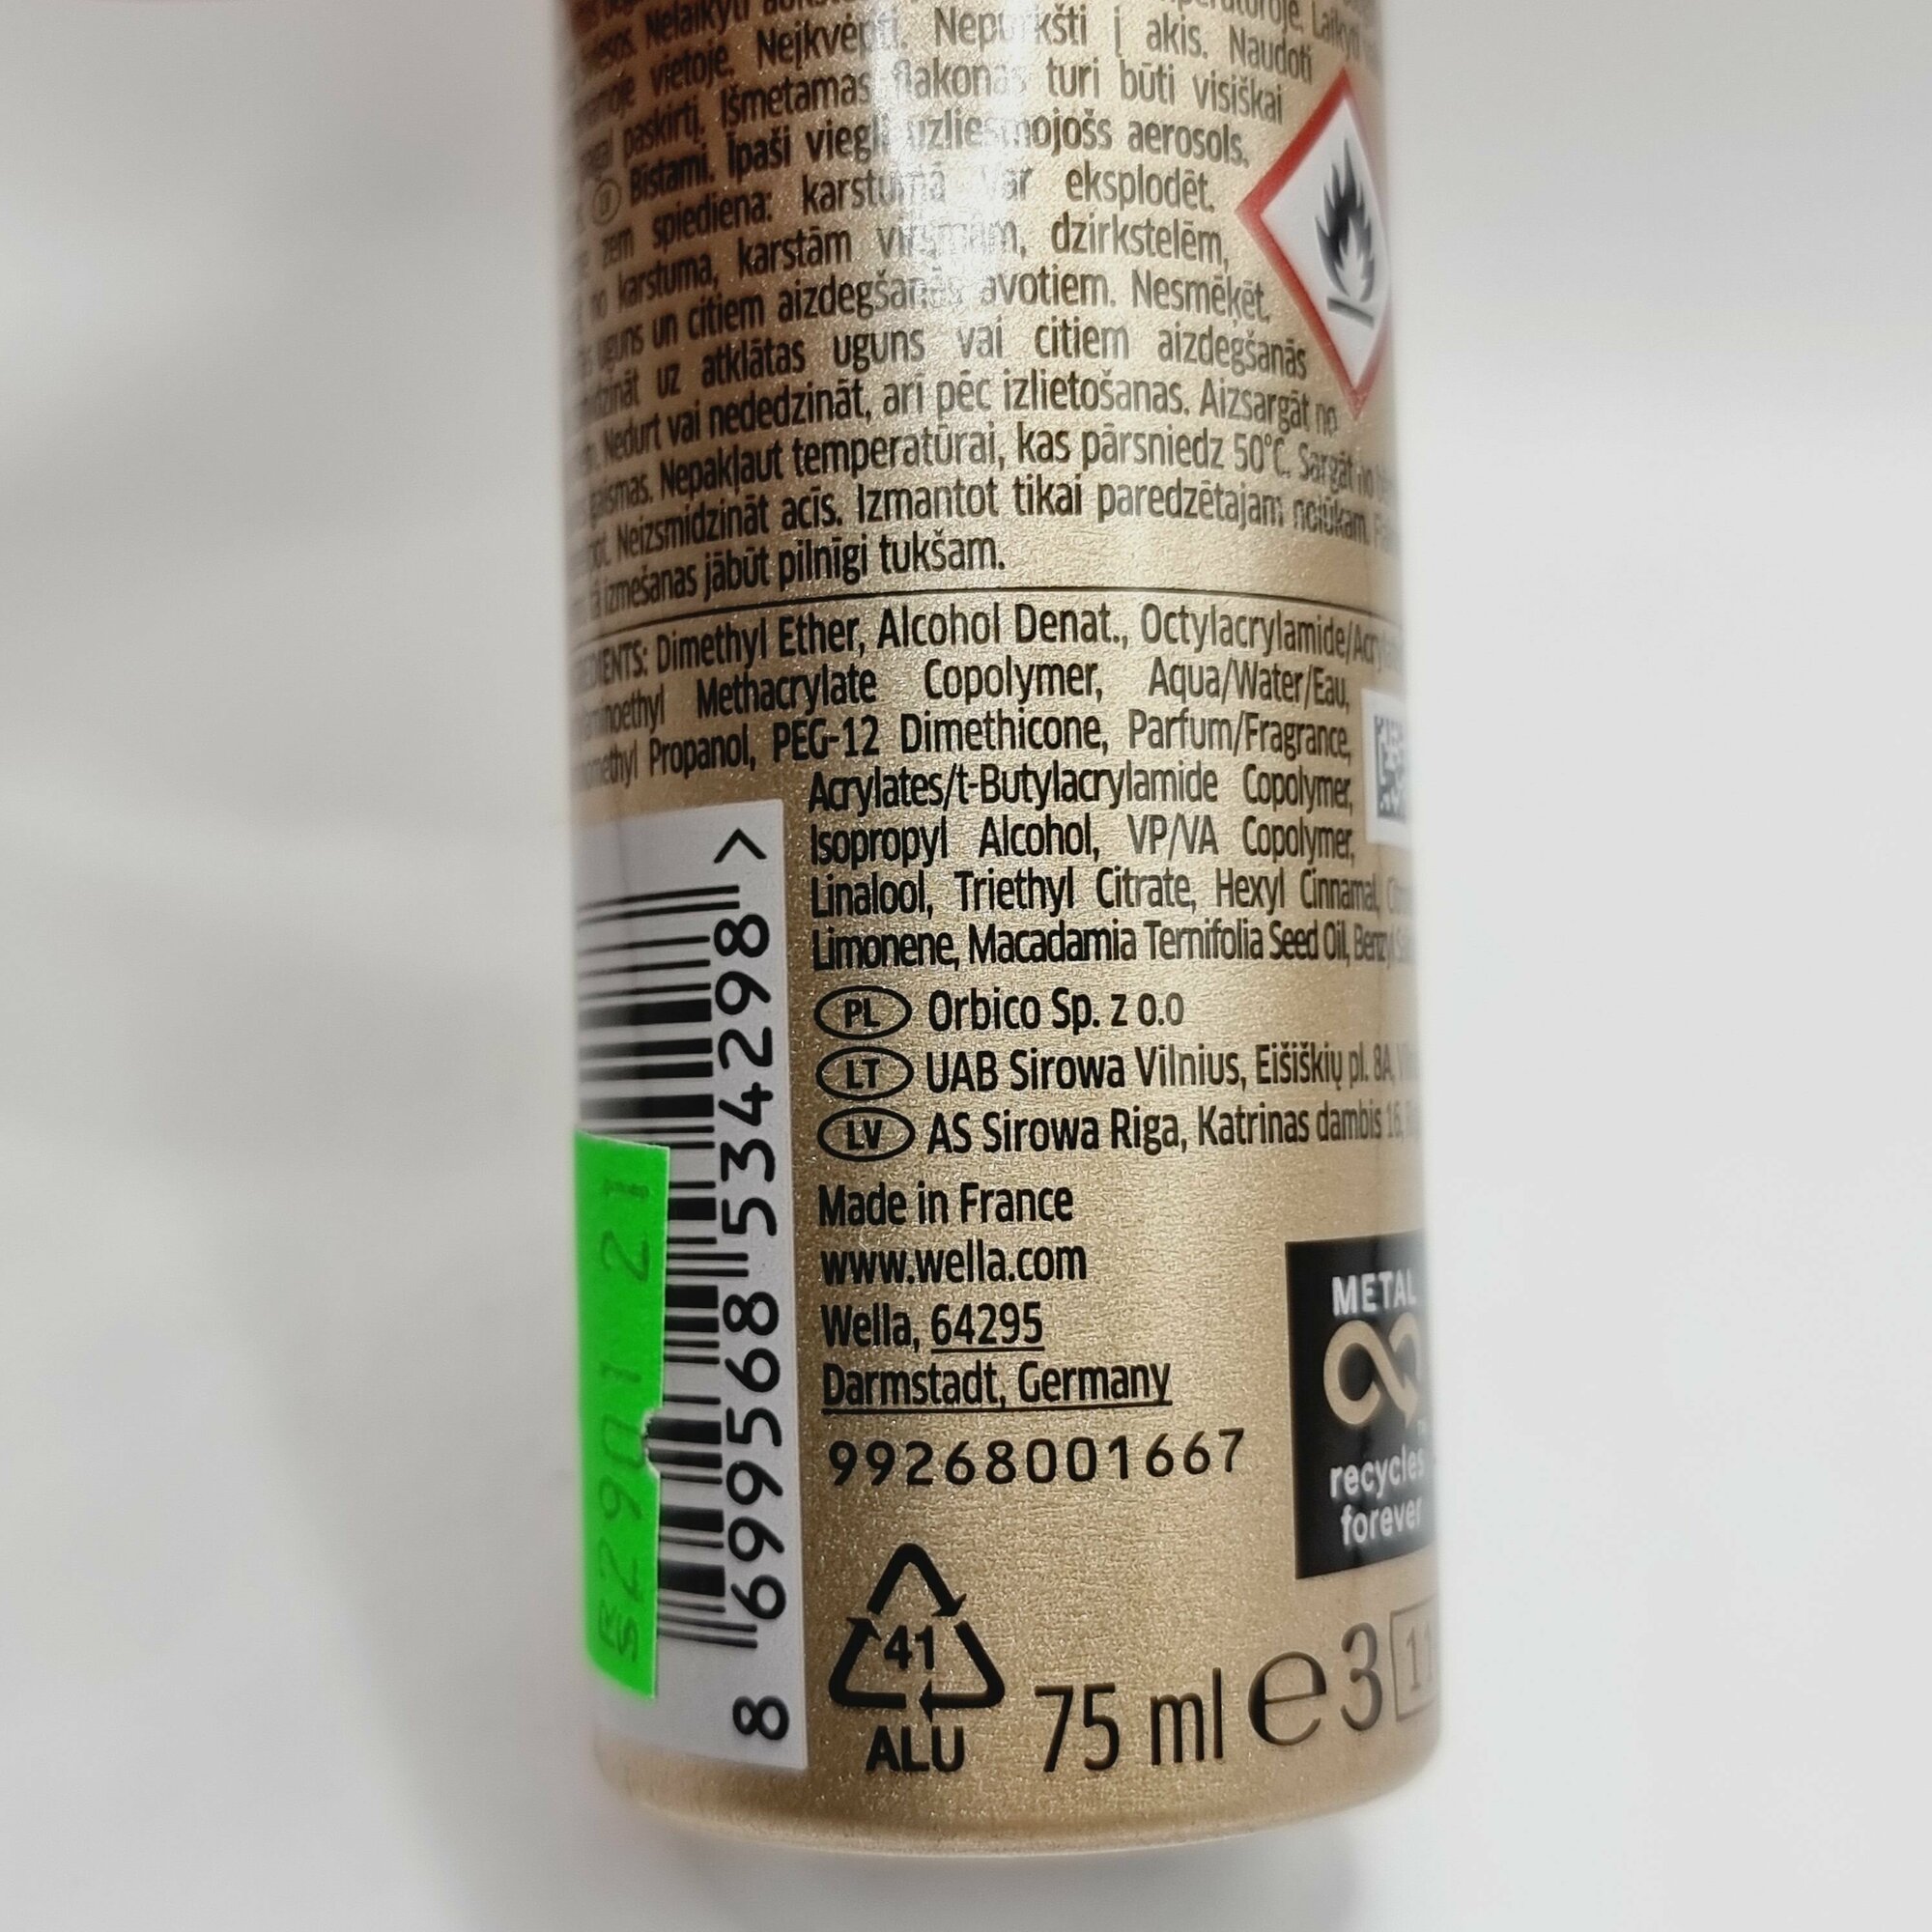 Nelaikyti
vietoje. Neįkvėpti. Nepurkšti į akis. Naudoti
paskirtį. Išmetamas flakonas turi būti visiškai
LV Bīstami. Īpaši viegli uzliesmojošs aerosols.
zem spiediena: karstumā var eksplodēt.
no karstuma, karstām virsmām, dzirkstelēm,
uguns un citiem aizdegšanās avotiem. Nesmēķēt.
uz atklātas uguns vai citiem aizdegšanās
Nedurt vai nededzināt, arī pēc izlietošanas. Aizsargāt no
gaismas. Nepakļaut temperatūrai, kas pārsniedz 50°C. Sargāt no
Neizsmidzināt acīs. Izmantot tikai paredzētajam nolūkam.
izmešanas jābūt pilnīgi tukšam.
Dimethyl Ether, Alcohol Denat., Octylacrylamide/
Methacrylate Copolymer, Aqua/Water/Eau,
Propanol, PEG-12 Dimethicone, Parfum/Fragrance,
Acrylates/t-Butylacrylamide Copolymer,
Isopropyl Alcohol, VP/VA Copolymer,
Linalool, Triethyl Citrate, Hexyl Cinnamal,
Limonene, Macadamia Ternifolia Seed Oil, Benzyl
PL Orbico Sp. z o.o
LT UAB Sirowa Vilnius, Eišiškių pl. 8A,
LV AS Sirowa Riga, Katrinas dambis 16,
Made in France
www.wella.com
Wella, 64295
Darmstadt, Germany
99268001667
8 699568 534298 >
METAL
recycles
forever
41
ALU
75 ml e 3